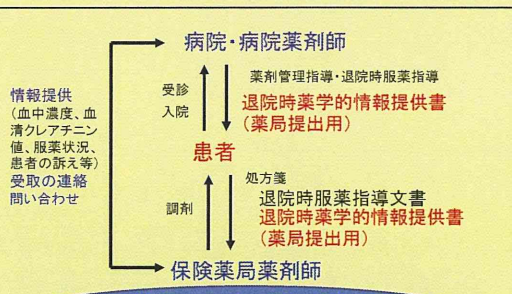 病院・病院薬剤師
受診
入院
薬剤管理指導・退院時服薬指導
退院時薬学的情報提供書
(薬局提出用)
情報提供
(血中濃度、血
清クレアチニン
値、服薬状況、
患者の訴え等)
受取の連絡
問い合わせ
患者
調剤
処方箋
退院時服薬指導文書
退院時薬学的情報提供書
(薬局提出用)
保険薬局薬剤師